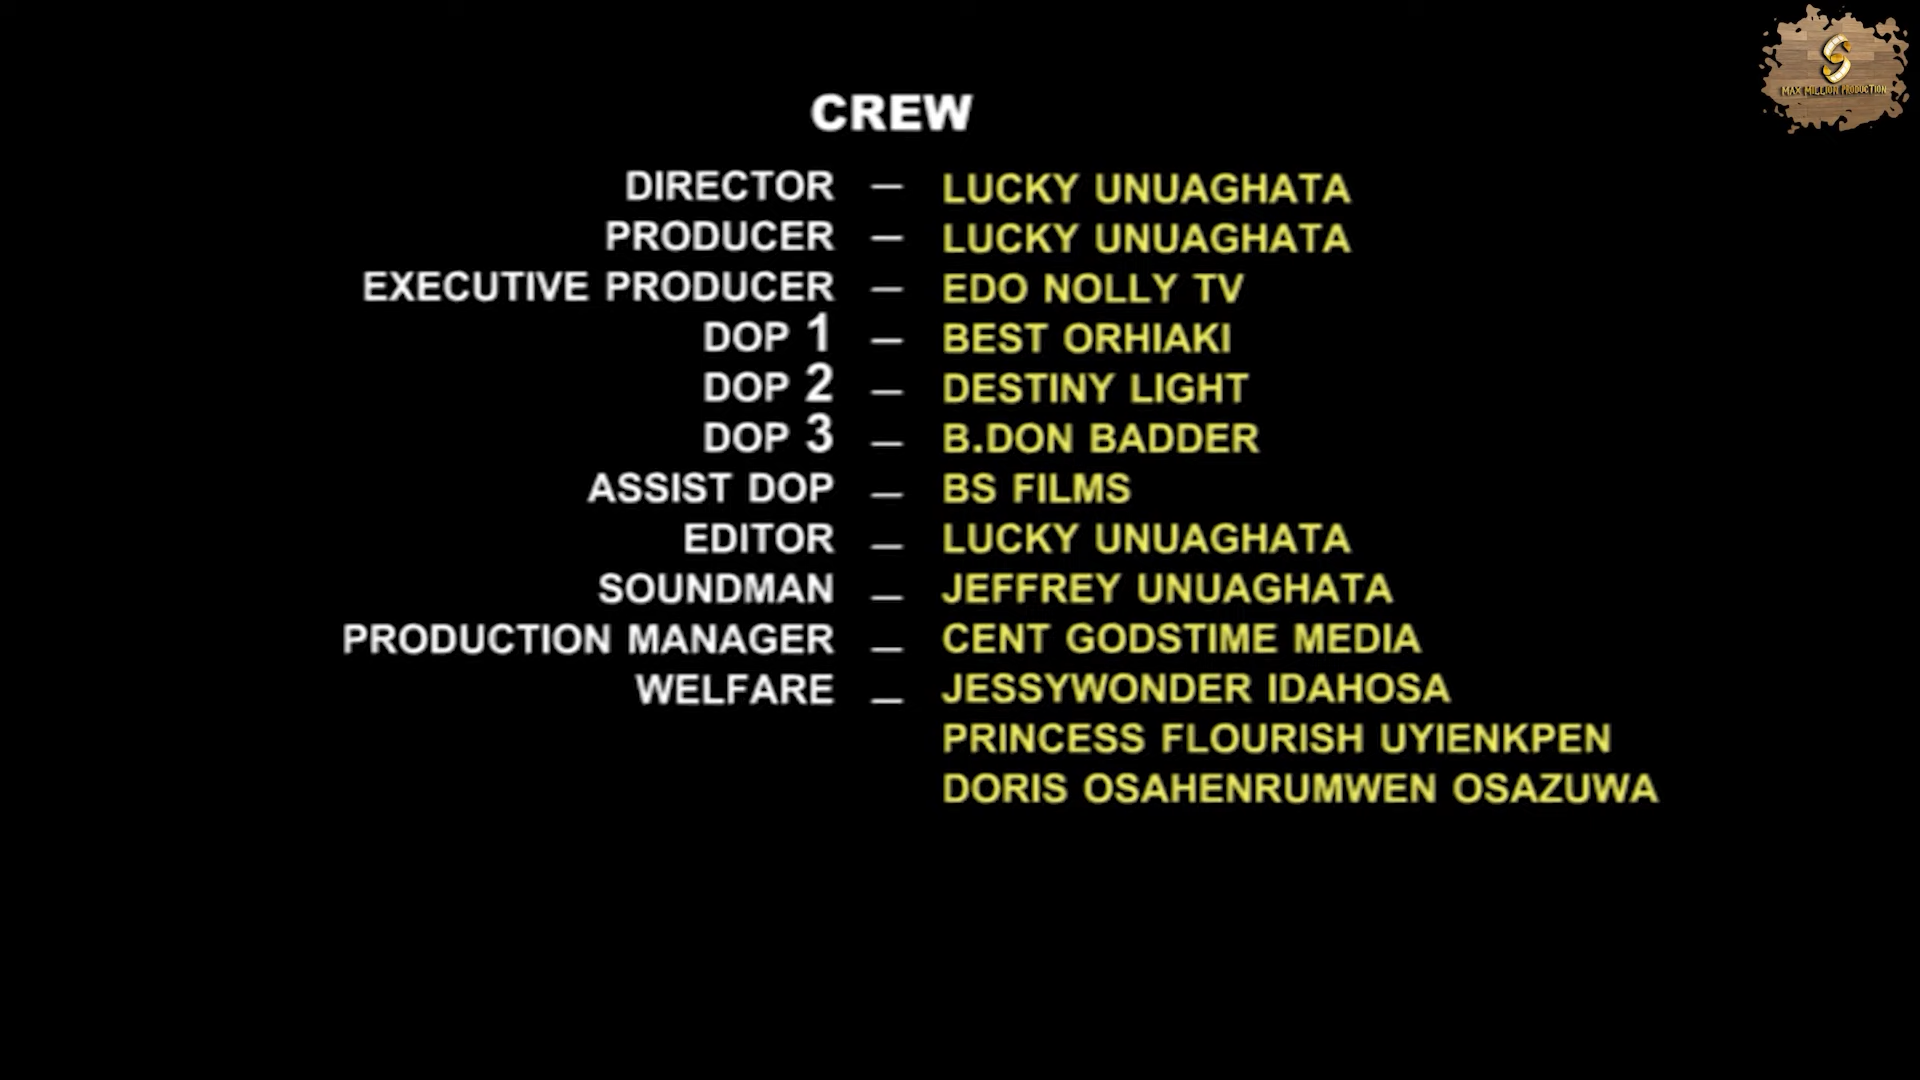 MAX MILLION PRODUCTION
CREW
DIRECTOR – LUCKY UNUAGHATA
PRODUCER – LUCKY UNUAGHATA
EXECUTIVE PRODUCER – EDO NOLLY TV
DOP 1 – BEST ORHIAKI
DOP 2 – DESTINY LIGHT
DOP 3 – B.DON BADDER
ASSIST DOP – BS FILMS
EDITOR – LUCKY UNUAGHATA
SOUNDMAN – JEFFREY UNUAGHATA
PRODUCTION MANAGER – CENT GODSTIME MEDIA
WELFARE – JESSYWONDER IDAHOSA
PRINCESS FLOURISH UYIENKPEN
DORIS OSAHENRUMWEN OSAZUWA